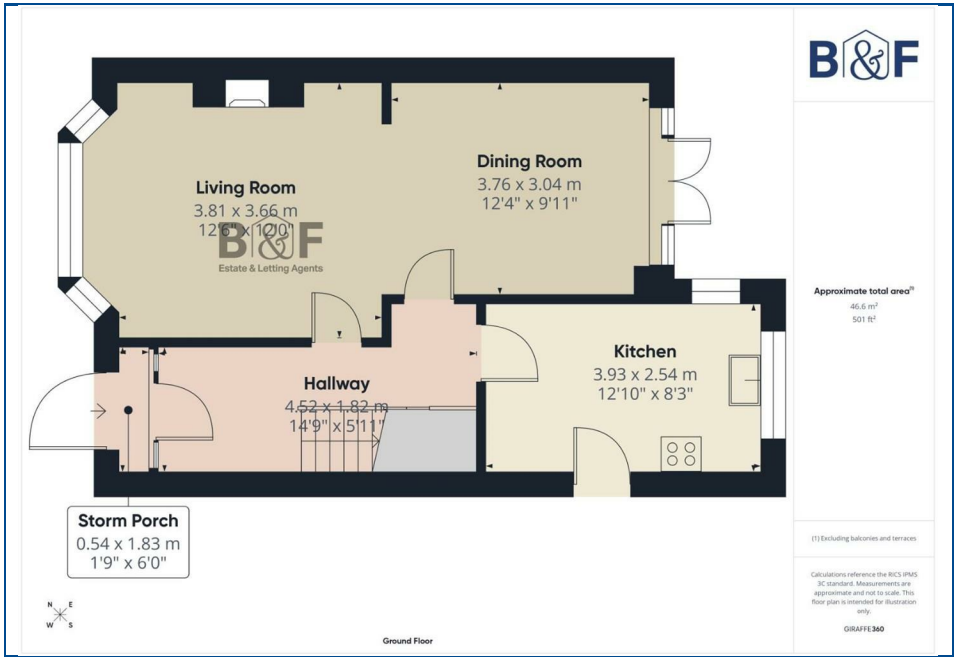 B&F
Living Room
3.81 x 3.66 m
12'6" x 12'0"
B&F
Estate & Letting Agents
Dining Room
3.76 x 3.04 m
12'4" x 9'11"
Kitchen
3.93 x 2.54 m
12'10" x 8'3"
Hallway
4.52 x 1.82 m
14'9" x 5'11"
Storm Porch
0.54 x 1.83 m
1'9" x 6'0"
N E
W S
Ground Floor
Approximate total area⁽¹⁾
46.6 m²
501 ft²
(1) Excluding balconies and terraces
Calculations reference the RICS IPMS
3C standard. Measurements are
approximate and not to scale. This
floor plan is intended for illustration
only.
GIRAFFE360